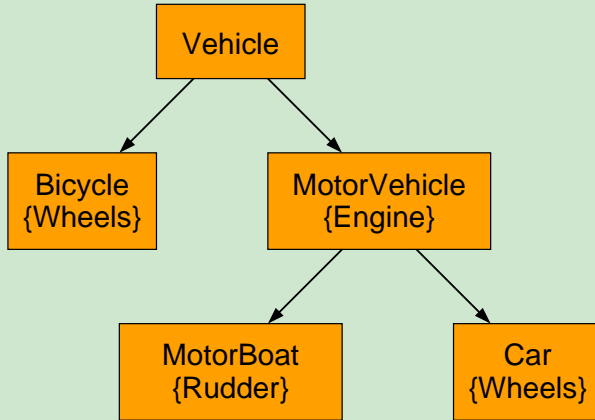 Vehicle
Bicycle
{Wheels}
MotorVehicle
{Engine}
MotorBoat
{Rudder}
Car
{Wheels}